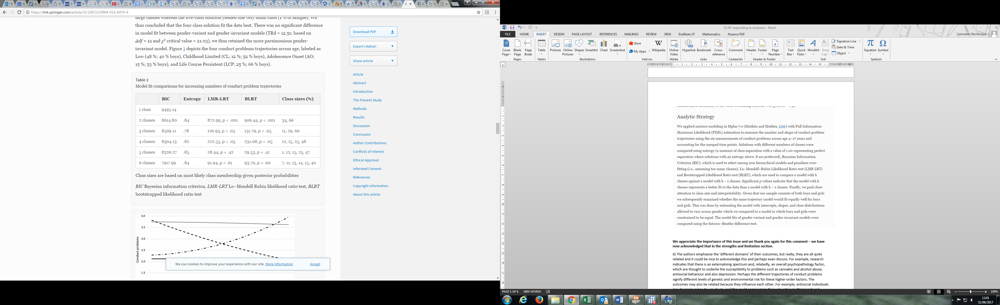 https://link.springer.com/article/10.1007/s10964-016-0476-4
large classes whereas the five-class solution yielded one very small class (1 % of sample). We
thus concluded that the four-class solution fit the data best. There was no significant difference
in model fit between gender-variant and gender-invariant models (TRd = 12.51; based on
Δdf = 12 and χ² critical value = 21.03), we thus retained the more parsimonious gender-
invariant model. Figure 1 depicts the four conduct problems trajectories across age, labeled as
Low (48 %; 40 % boys), Childhood Limited (CL; 12 %; 52 % boys), Adolescence Onset (AO;
15 %; 53 % boys), and Life Course Persistent (LCP; 25 %; 66 % boys).
Table 2
Model fit comparisons for increasing numbers of conduct problem trajectories
BIC Entropy LMR-LRT BLRT Class sizes (%)
1 class 9495.14
2 classes 8614.80 .84 872.99, p < .001 906.44, p < .001 34, 66
3 classes 8509.11 .78 126.93, p < .05 131.79, p < .05 11, 29, 60
4 classes 8304.13 .82 222.55, p < .05 231.08, p < .05 12, 15, 25, 48
5 classes 8326.27 .85 28.44, p = .42 29.53, p = .41 1, 12, 15, 25, 47
6 classes 7917.99 .84 91.94, p = .61 93.70, p = .60 7, 11, 13, 14, 15, 40
Class sizes are based on most likely class membership given posterior probabilities
BIC Bayesian information criterion, LMR-LRT Lo–Mendell Rubin likelihood ratio test, BLRT
bootstrapped likelihood ratio test
4.0
3.5
3.0
2.5
2.0
1.5
Conduct problems
We use cookies to improve your experience with our site. More information Accept
Download PDF
Export citation
Share article
Article
Abstract
Introduction
The Present Study
Methods
Results
Discussion
Conclusion
Author Contributions
Conflicts of interest
Ethical Approval
Informed Consent
References
Copyright information
About this article
ECAP responding to reviewers - Word
FILE HOME INSERT DESIGN PAGE LAYOUT REFERENCES MAILINGS REVIEW VIEW EndNote X7 Mathematics Nuance PDF
Leonardo Bevilacqua
Cover Page
Blank Page
Page Break
Pages
Table
Tables
Pictures
Online Pictures
Shapes
SmartArt
Chart
Screenshot
Illustrations
Store
My Apps
Wikipedia
Add-ins
Online Video
Media
Hyperlink
Bookmark
Cross-reference
Links
Comment
Comments
Header
Footer
Page Number
Header & Footer
Text Box
Quick Parts
WordArt
Drop Cap
Signature Line
Date & Time
Object
Text
Equation
Symbol
Symbols
Analytic Strategy
We applied mixture modeling in Mplus 7.0 (Muthén and Muthén 1998) with Full Information
Maximum Likelihood (FIML) estimation to examine the number and shape of conduct problem
trajectories using the six measurements of conduct problems across age 4–17 years and
accounting for the unequal time points. Solutions with different numbers of classes were
compared using entropy (a measure of class separation with a value of 1.00 representing perfect
separation where solutions with an entropy above .8 are preferred), Bayesian Information
Criterion (BIC), which is used to select among non-hierarchical models and penalizes over-
fitting (i.e., assuming too many classes), Lo–Mendell–Rubin Likelihood Ratio test (LMR LRT)
and Bootstrapped Likelihood Ratio test (BLRT), which are used to compare a model with k
classes against a model with k – 1 classes. Significant p values indicate that the model with k
classes represents a better fit to the data than a model with k – 1 classes. Finally, we paid close
attention to class size and interpretability. Given that our sample consists of both boys and girls
we subsequently examined whether the same trajectory model would fit equally well for boys
and girls. This was done by estimating the model with intercepts, slopes, and class distributions
allowed to vary across gender which we compared to a model in which boys and girls were
constrained to be equal. The model fits of gender-variant and gender-invariant models were
compared using the Satorra–Bentler difference test.
We appreciate the importance of this issue and we thank you again for this comment – we have
now acknowledged that in the strengths and limitation section.
6) The authors emphasise the 'different domains' of their outcomes, but really, they are all quite
related and it could be nice to acknowledge this and perhaps even discuss. For example, research
indicates that there is an externalising spectrum and, relatedly, an overall psychopathology factor,
which are thought to underlie the susceptibility to problems such as cannabis and alcohol abuse,
antisocial behaviour and also depression. Perhaps the different trajectories of conduct problems
signify different levels of genetic and environmental risk for these higher-order factors. The
outcomes may also be related because they influence each other. For example, antisocial individuals
PAGE 5 OF 6 1884 WORDS
100%
13:01
21/06/2017